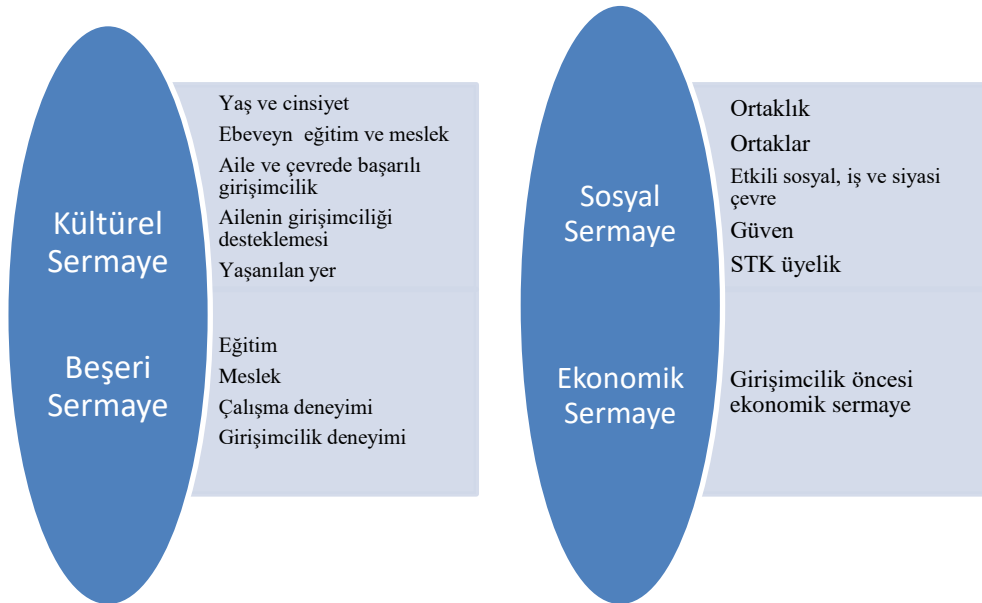 Kültürel
Sermaye
Yaş ve cinsiyet
Ebeveyn eğitim ve meslek
Aile ve çevrede başarılı
girişimcilik
Ailenin girişimciliği
desteklemesi
Yaşanılan yer
Beşeri
Sermaye
Eğitim
Meslek
Çalışma deneyimi
Girişimcilik deneyimi
Sosyal
Sermaye
Ortaklık
Ortaklar
Etkili sosyal, iş ve siyasi
çevre
Güven
STK üyelik
Ekonomik
Sermaye
Girişimcilik öncesi
ekonomik sermaye